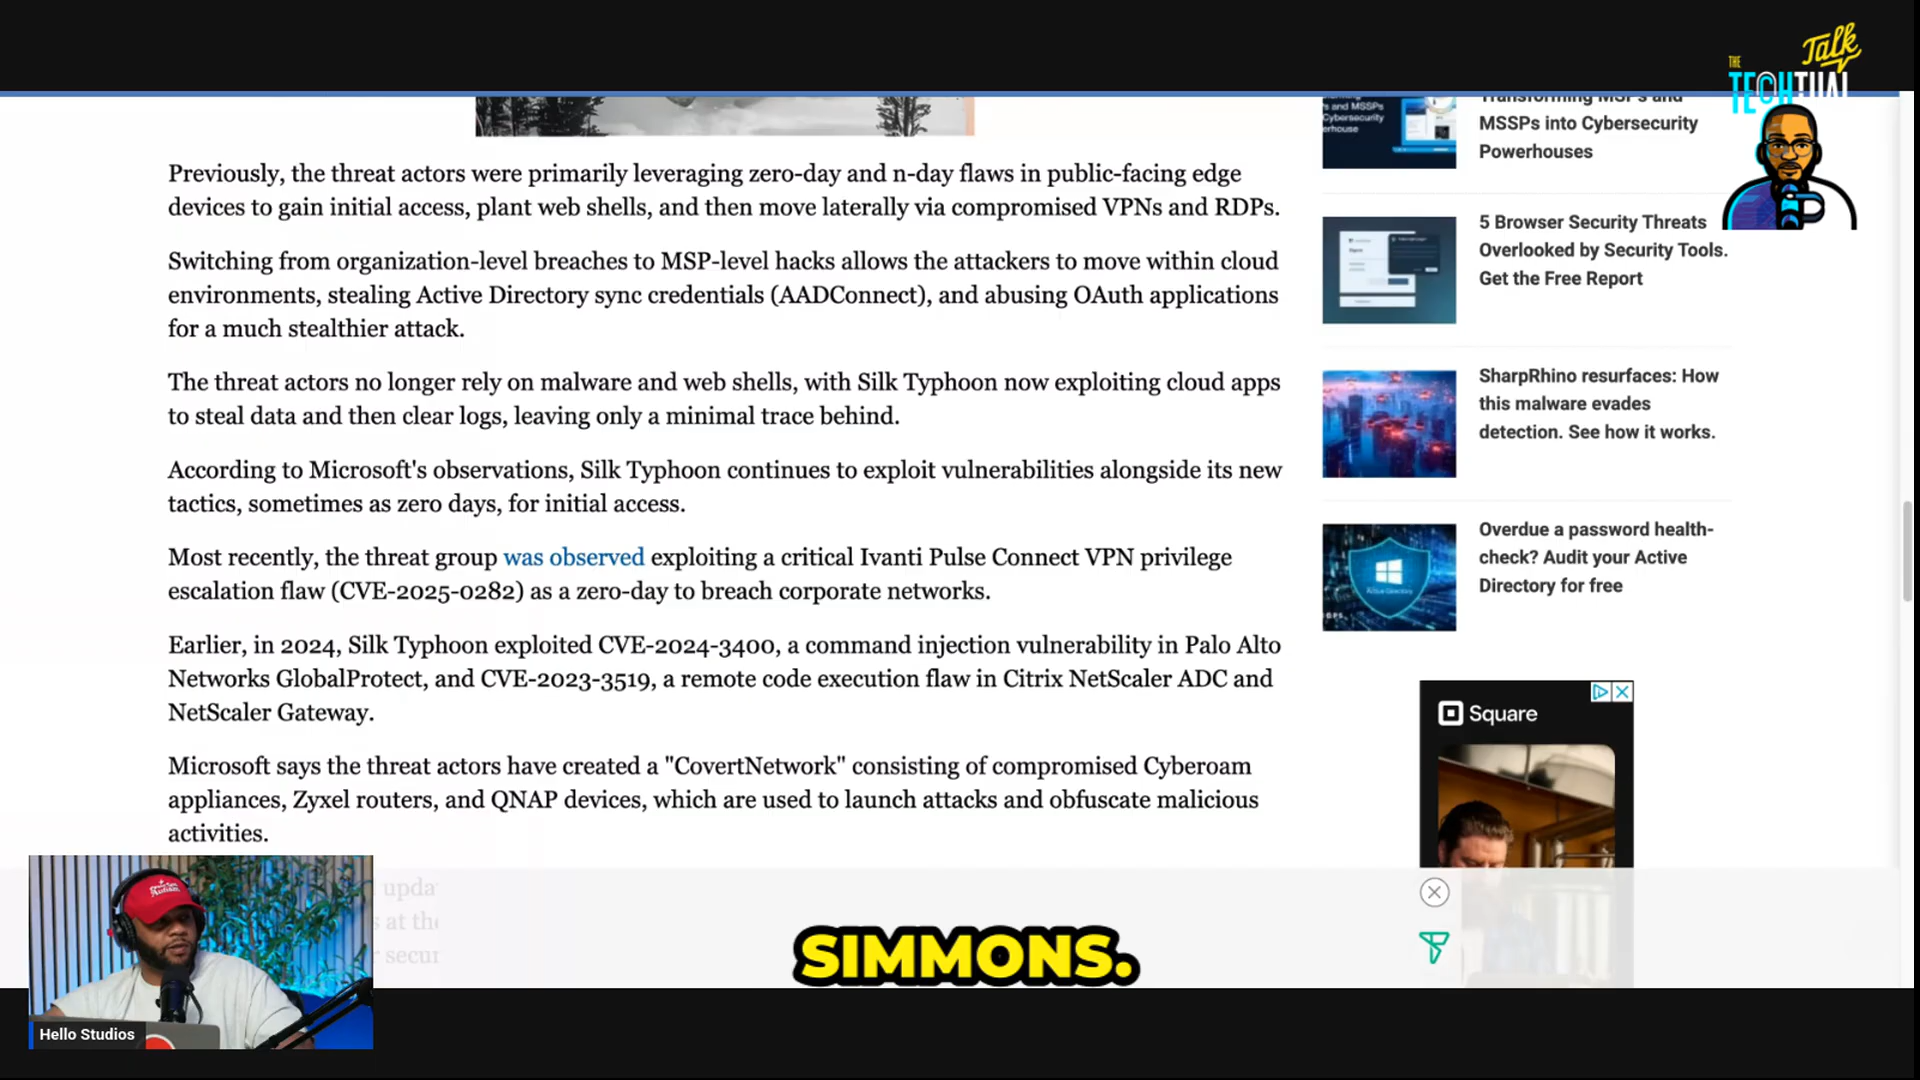 THE
TECHTUAL
Talk
Previously, the threat actors were primarily leveraging zero-day and n-day flaws in public-facing edge
devices to gain initial access, plant web shells, and then move laterally via compromised VPNs and RDPs.
Switching from organization-level breaches to MSP-level hacks allows the attackers to move within cloud
environments, stealing Active Directory sync credentials (AADConnect), and abusing OAuth applications
for a much stealthier attack.
The threat actors no longer rely on malware and web shells, with Silk Typhoon now exploiting cloud apps
to steal data and then clear logs, leaving only a minimal trace behind.
According to Microsoft's observations, Silk Typhoon continues to exploit vulnerabilities alongside its new
tactics, sometimes as zero days, for initial access.
Most recently, the threat group was observed exploiting a critical Ivanti Pulse Connect VPN privilege
escalation flaw (CVE-2025-0282) as a zero-day to breach corporate networks.
Earlier, in 2024, Silk Typhoon exploited CVE-2024-3400, a command injection vulnerability in Palo Alto
Networks GlobalProtect, and CVE-2023-3519, a remote code execution flaw in Citrix NetScaler ADC and
NetScaler Gateway.
Microsoft says the threat actors have created a "CovertNetwork" consisting of compromised Cyberoam
appliances, Zyxel routers, and QNAP devices, which are used to launch attacks and obfuscate malicious
activities.
at the
s and MSSPs
Cybersecurity
Transforming MSPs and
MSSPs into Cybersecurity
Powerhouses
5 Browser Security Threats
Overlooked by Security Tools.
Get the Free Report
SharpRhino resurfaces: How
this malware evades
detection. See how it works.
Active Directory
Overdue a password health-
check? Audit your Active
Directory for free
Square
SIMMONS.
Hello Studios